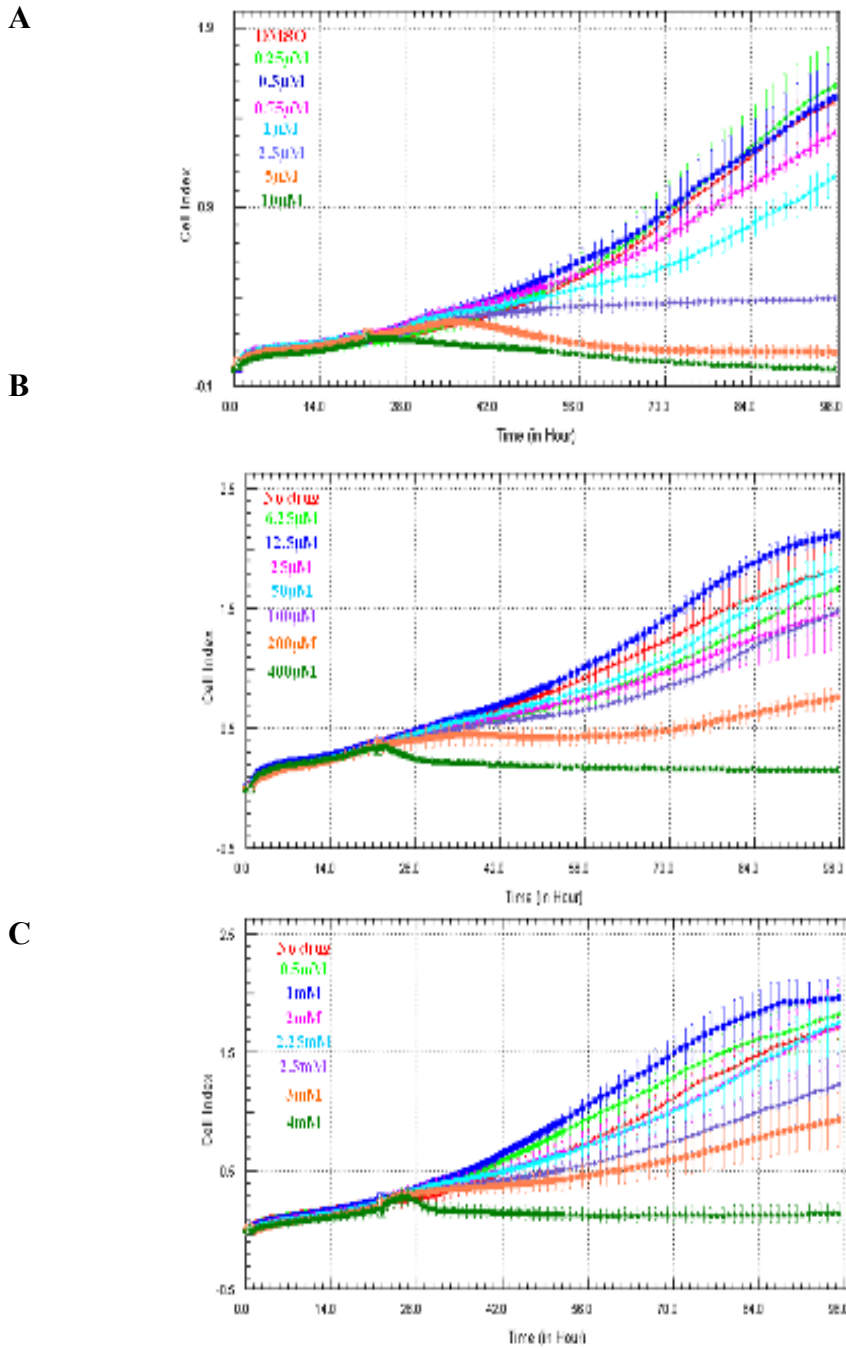 A
1.9
DMSO
0.25µM
0.5µM
0.75µM
1µM
2.5µM
5µM
10µM
Cell Index
0.9
-0.1
0.0 14.0 28.0 42.0 56.0 70.0 84.0 98.0
Time (in Hour)
B
2.5
No drug
6.25µM
12.5µM
25µM
50µM
100µM
200µM
400µM
Cell Index
1.5
0.5
-0.5
0.0 14.0 28.0 42.0 56.0 70.0 84.0 98.0
Time (in Hour)
C
2.5
No drug
0.5mM
1mM
2mM
2.25mM
2.5mM
3mM
4mM
Cell Index
1.5
0.5
-0.5
0.0 14.0 28.0 42.0 56.0 70.0 84.0 98.0
Time (in Hour)